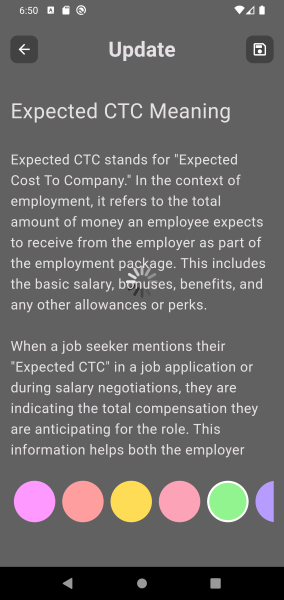 6:50
Update
Expected CTC Meaning
Expected CTC stands for "Expected
Cost To Company." In the context of
employment, it refers to the total
amount of money an employee expects
to receive from the employer as part of
the employment package. This includes
the basic salary, bonuses, benefits, and
any other allowances or perks.
When a job seeker mentions their
"Expected CTC" in a job application or
during salary negotiations, they are
indicating the total compensation they
are anticipating for the role. This
information helps both the employer